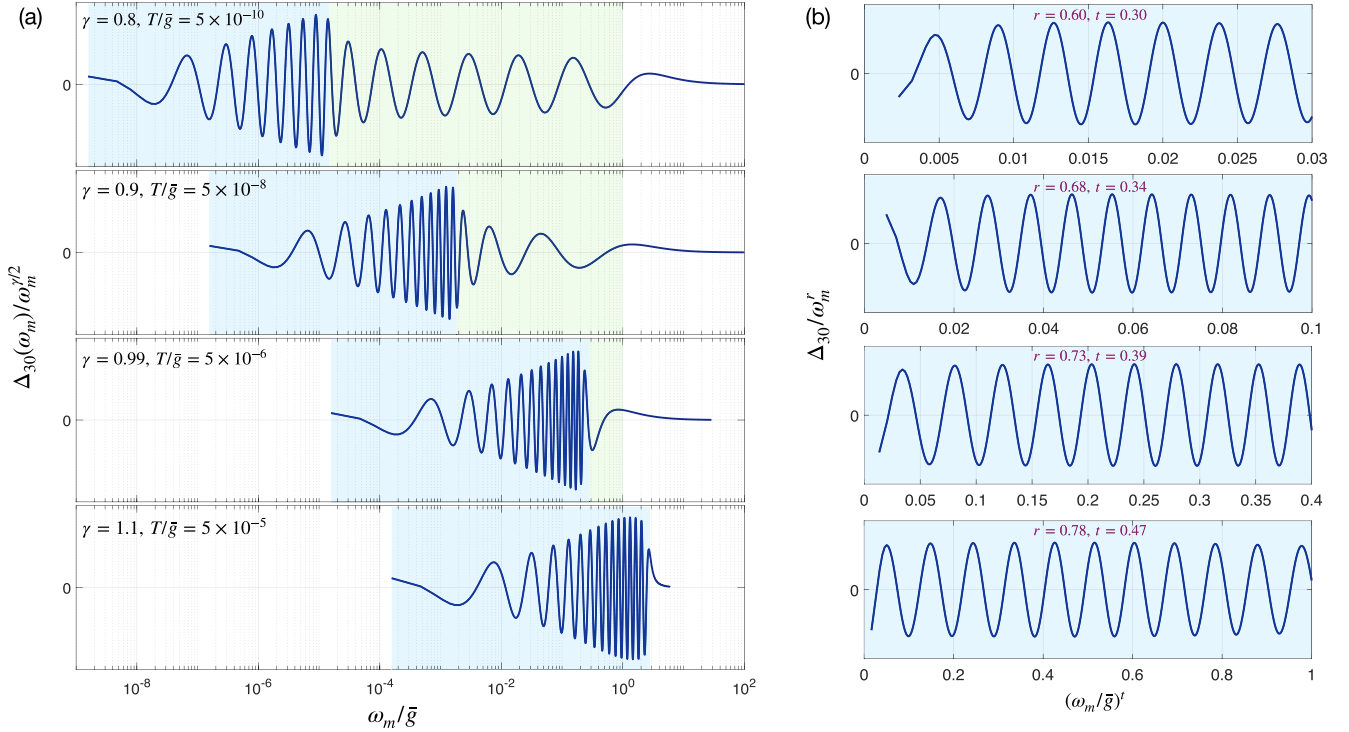 (a)
γ = 0.8, T/ḡ = 5 × 10⁻¹⁰
0
γ = 0.9, T/ḡ = 5 × 10⁻⁸
0
γ = 0.99, T/ḡ = 5 × 10⁻⁶
0
γ = 1.1, T/ḡ = 5 × 10⁻⁵
0
10⁻⁸ 10⁻⁶ 10⁻⁴ 10⁻² 10⁰ 10²
ωₘ/ḡ
Δ₃₀(ωₘ)/ωₘ^{γ/2}
(b)
r = 0.60, t = 0.30
0
0 0.005 0.01 0.015 0.02 0.025 0.03
r = 0.68, t = 0.34
0
0 0.02 0.04 0.06 0.08 0.1
r = 0.73, t = 0.39
0
0 0.05 0.1 0.15 0.2 0.25 0.3 0.35 0.4
r = 0.78, t = 0.47
0
0 0.2 0.4 0.6 0.8 1
(ωₘ/ḡ)ᵗ
Δ₃₀/ωₘʳ